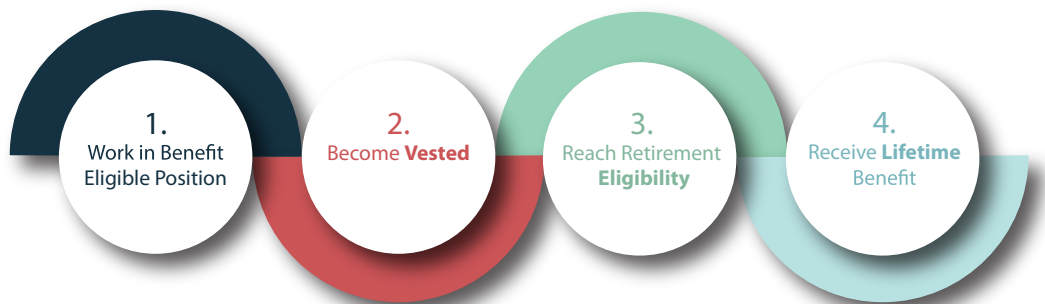 1.
Work in Benefit
Eligible Position
2.
Become Vested
3.
Reach Retirement
Eligibility
4.
Receive Lifetime
Benefit